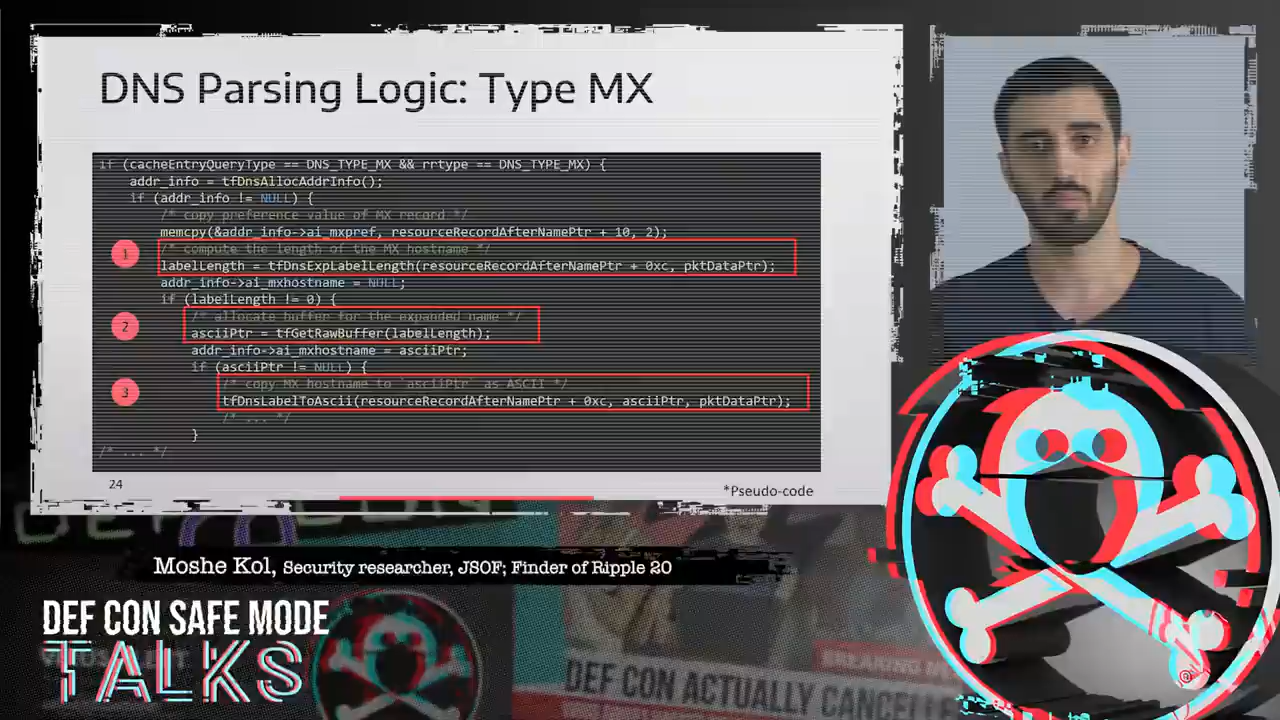 DNS Parsing Logic: Type MX
if (cacheEntryQueryType == DNS_TYPE_MX && rrtype == DNS_TYPE_MX) {
addr_info = tfDnsAllocAddrInfo();
if (addr_info != NULL) {
/* copy preference value of MX record */
memcpy(&addr_info->ai_mxpref, resourceRecordAfterNamePtr + 10, 2);
1
/* compute the length of the MX hostname */
labelLength = tfDnsExpLabelLength(resourceRecordAfterNamePtr + 0xc, pktDataPtr);
addr_info->ai_mxhostname = NULL;
if (labelLength != 0) {
2
/* allocate buffer for the expanded name */
asciiPtr = tfGetRawBuffer(labelLength);
addr_info->ai_mxhostname = asciiPtr;
if (asciiPtr != NULL) {
3
/* copy MX hostname to `asciiPtr` as ASCII */
tfDnsLabelToAscii(resourceRecordAfterNamePtr + 0xc, asciiPtr, pktDataPtr);
/* ... */
}
/* ... */
24
*Pseudo-code
Moshe Kol, Security researcher, JSOF; Finder of Ripple 20
DEF CON SAFE MODE
TALKS
DEF CON
BREAKING
DEF CON ACTUALLY